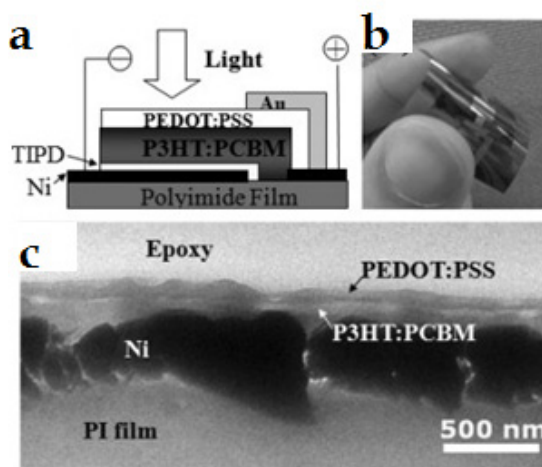 a
b
Light
Au
PEDOT:PSS
P3HT:PCBM
TIPD
Ni
Polyimide Film
c
Epoxy
PEDOT:PSS
P3HT:PCBM
Ni
PI film
500 nm